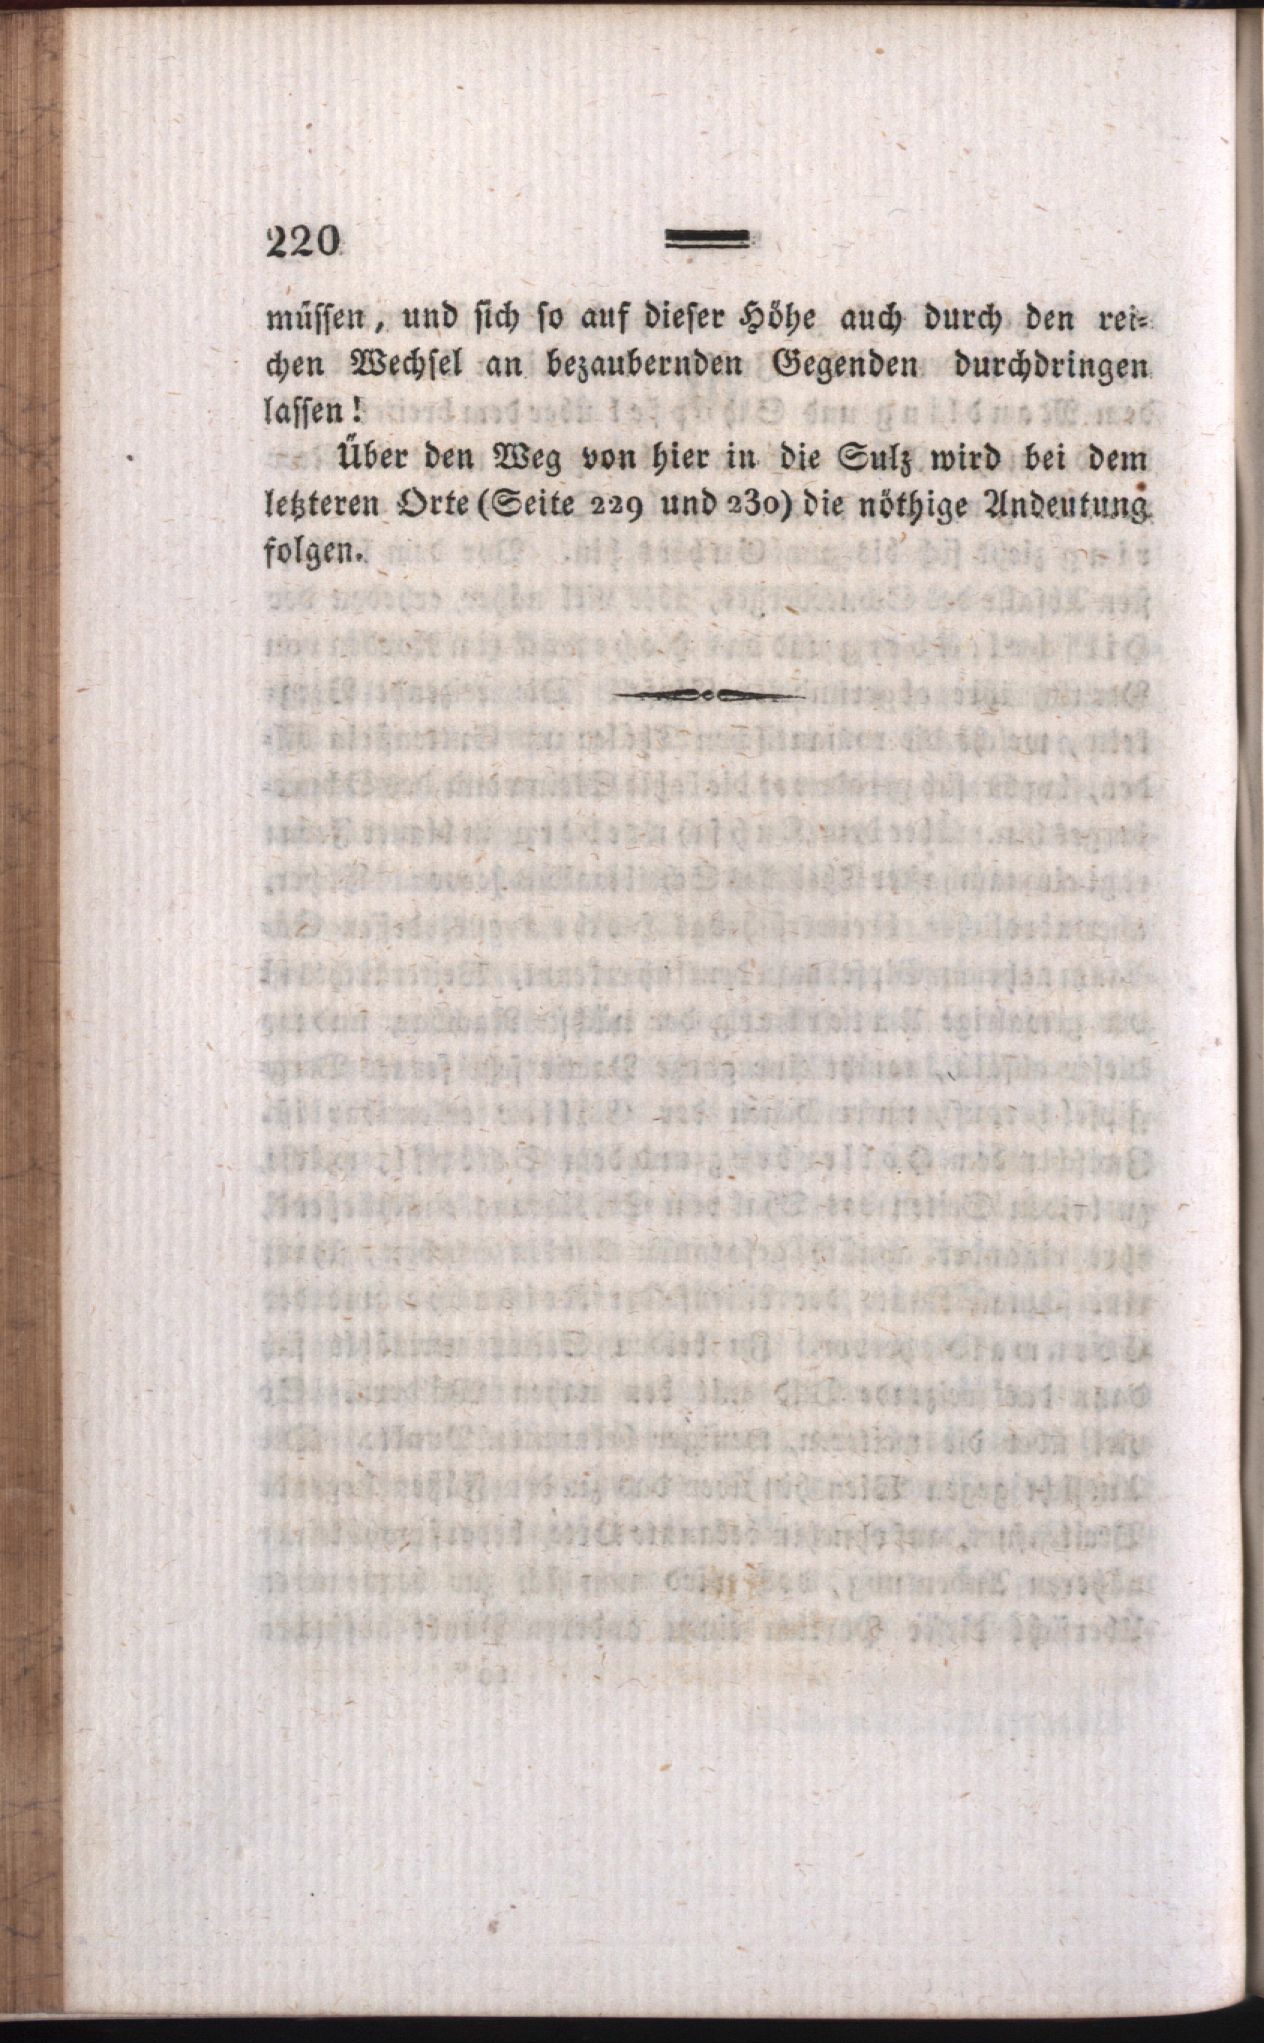 220
müssen, und sich so auf dieser Höhe auch durch den rei-
chen Wechsel an bezaubernden Gegenden durchdringen
lassen!
Über den Weg von hier in die Sulz wird bei dem
letzteren Orte (Seite 229 und 230) die nöthige Andeutung
folgen.